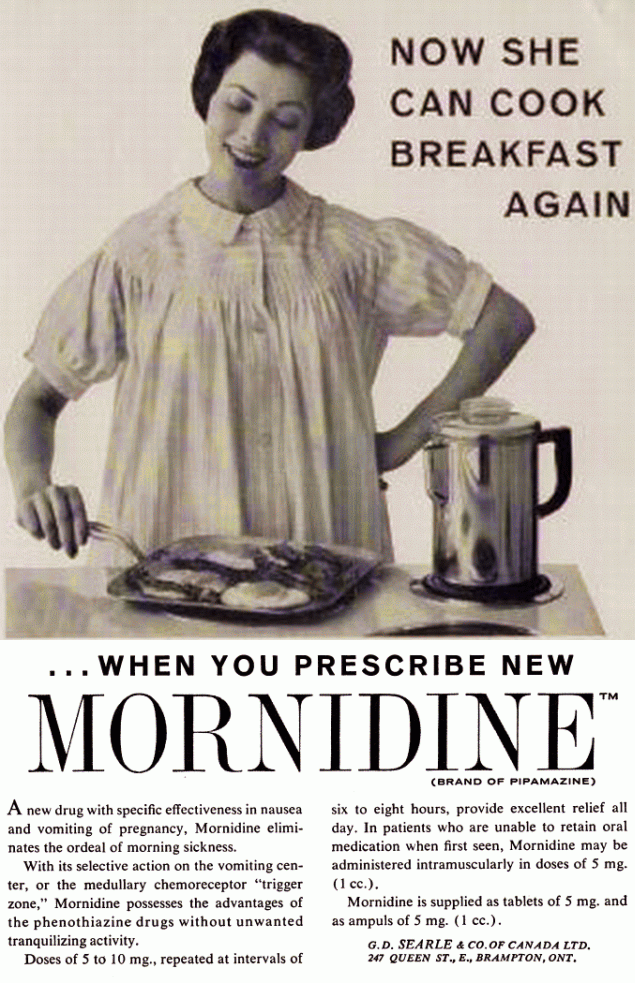 NOW SHE
CAN COOK
BREAKFAST
AGAIN
...WHEN YOU PRESCRIBE NEW
MORNIDINE™
(BRAND OF PIPAMAZINE)
A new drug with specific effectiveness in nausea
and vomiting of pregnancy, Mornidine elimi-
nates the ordeal of morning sickness.
With its selective action on the vomiting cen-
ter, or the medullary chemoreceptor “trigger
zone,” Mornidine possesses the advantages of
the phenothiazine drugs without unwanted
tranquilizing activity.
Doses of 5 to 10 mg., repeated at intervals of
six to eight hours, provide excellent relief all
day. In patients who are unable to retain oral
medication when first seen, Mornidine may be
administered intramuscularly in doses of 5 mg.
(1 cc.).
Mornidine is supplied as tablets of 5 mg. and
as ampuls of 5 mg. (1 cc.).
G.D. SEARLE & CO. OF CANADA LTD.
247 QUEEN ST., E., BRAMPTON, ONT.